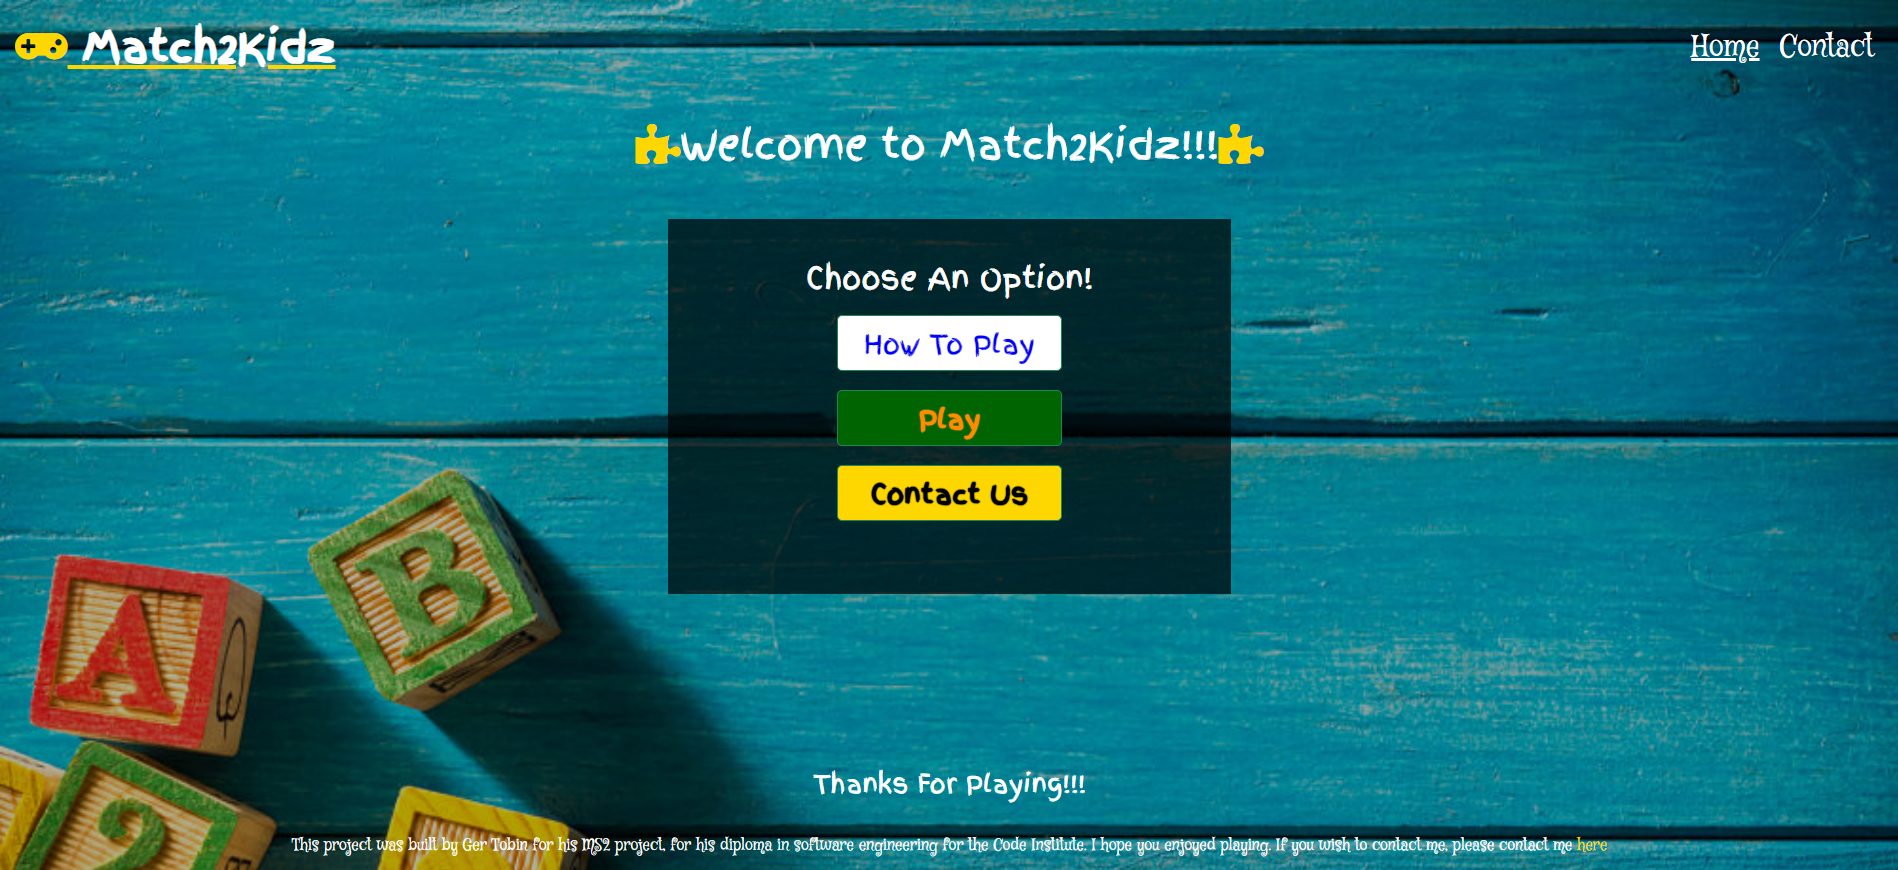 Match2Kidz
Home Contact
Welcome to Match2Kidz!!!
Choose An Option!
How To Play
Play
Contact Us
B
A
2
Thanks For Playing!!!
This project was built by Ger Tobin for his MS2 project, for his diploma in software engineering for the Code Institute. I hope you enjoyed playing. If you wish to contact me, please contact me here